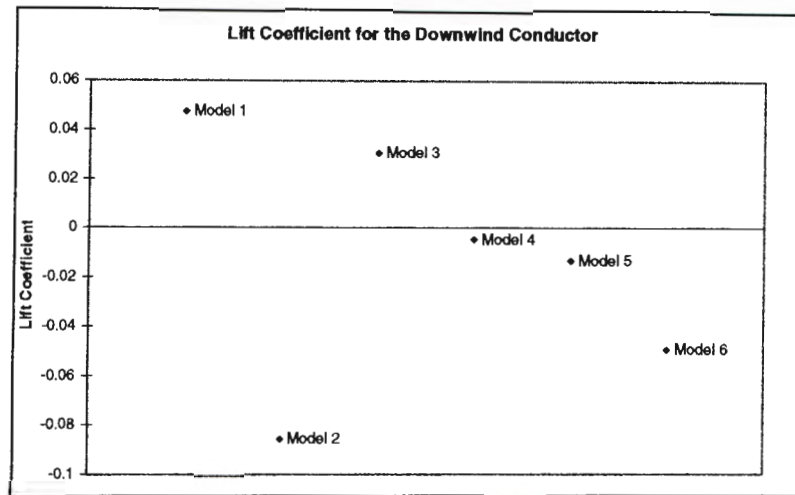 Lift Coefficient for the Downwind Conductor
0.06
0.04
0.02
0
-0.02
-0.04
-0.06
-0.08
-0.1
Lift Coefficient
Model 1
Model 3
Model 4
Model 5
Model 6
Model 2